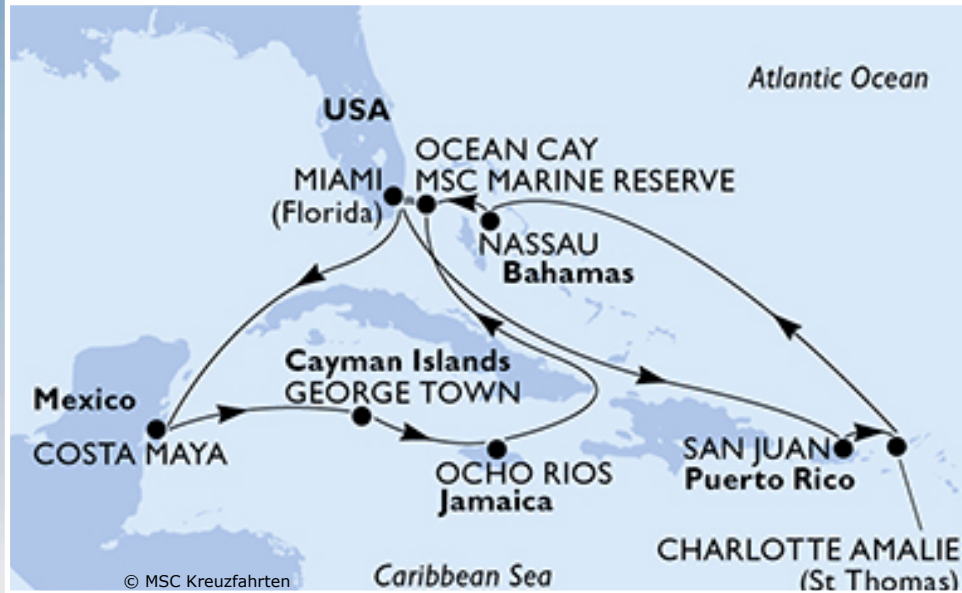 Atlantic Ocean
USA
OCEAN CAY
MSC MARINE RESERVE
MIAMI
(Florida)
NASSAU
Bahamas
Cayman Islands
GEORGE TOWN
Mexico
COSTA MAYA
OCHO RIOS
Jamaica
SAN JUAN
Puerto Rico
CHARLOTTE AMALIE
(St Thomas)
Caribbean Sea
© MSC Kreuzfahrten